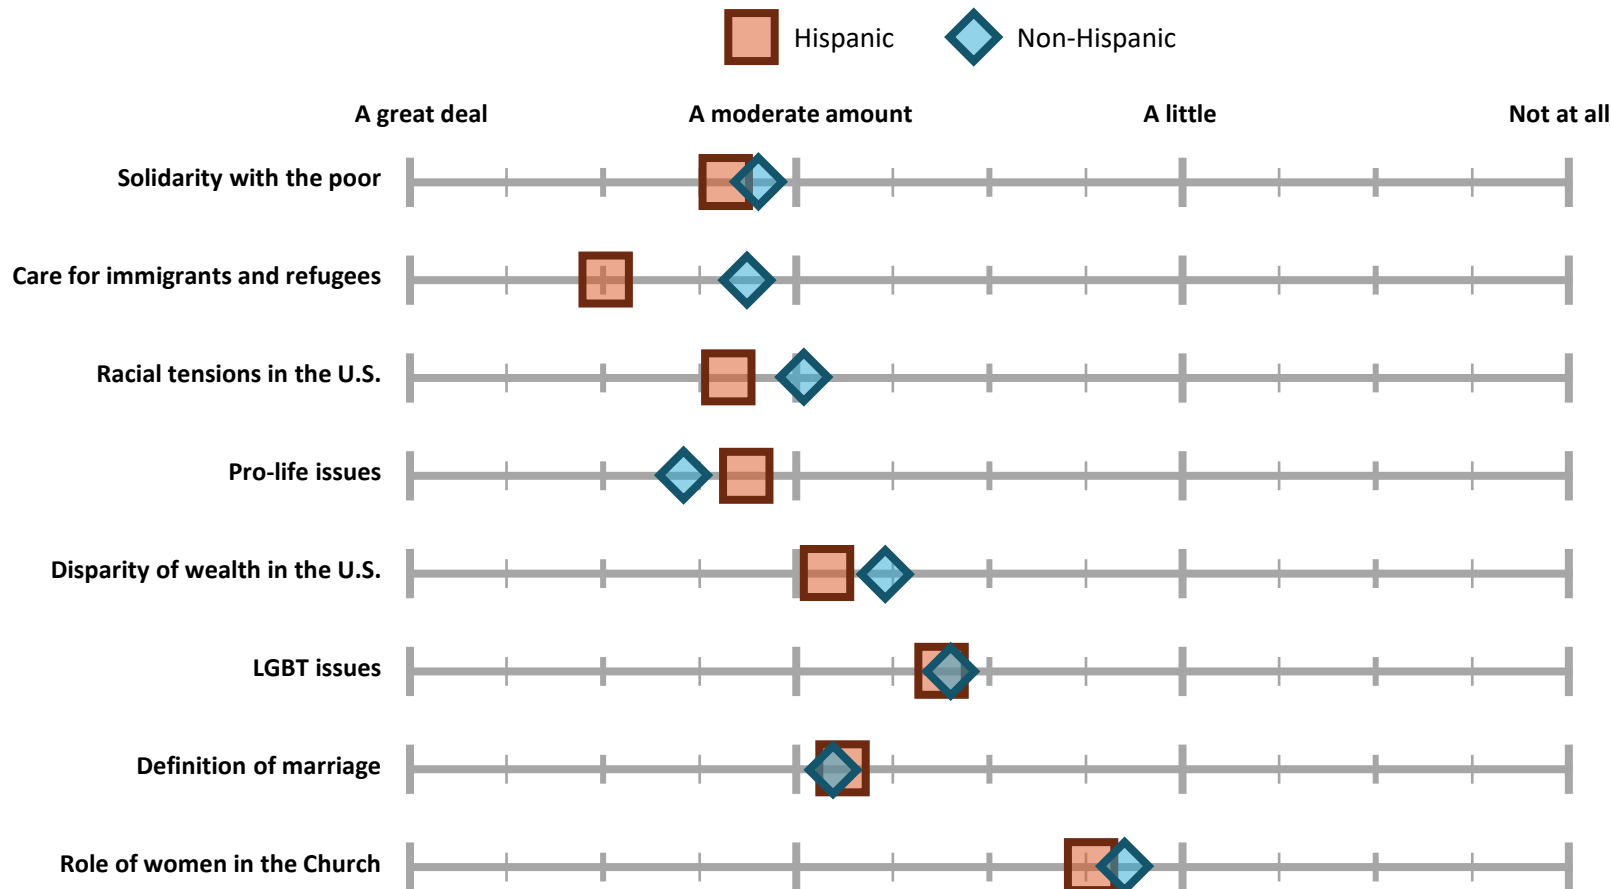 Hispanic Non-Hispanic
A great deal A moderate amount A little Not at all
Solidarity with the poor
Care for immigrants and refugees
Racial tensions in the U.S.
Pro-life issues
Disparity of wealth in the U.S.
LGBT issues
Definition of marriage
Role of women in the Church